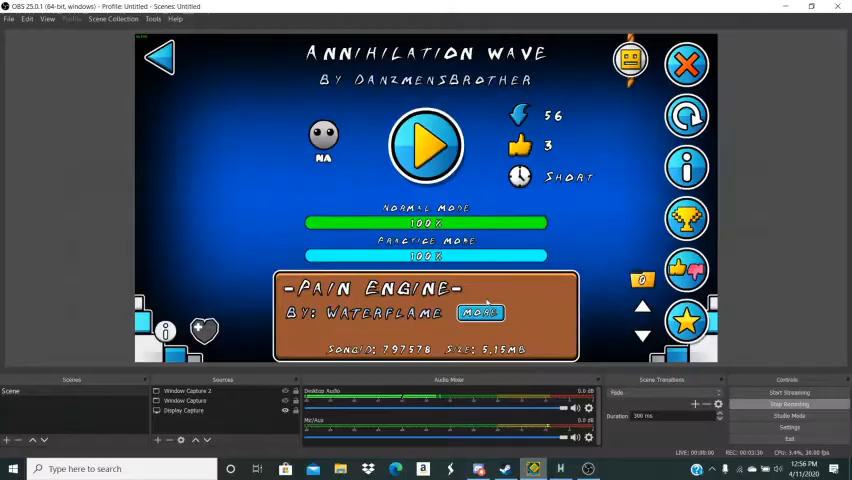 OBS 25.0.1 (64-bit, windows) - Profile: Untitled - Scenes: Untitled
File Edit View Profile Scene Collection Tools Help
Annihilation wave
By DanzmensBrother
56
3
NA
Short
Normal Mode
100%
Practice Mode
100%
-Pain Engine-
By: Waterflame More
0
SongID: 797578 Size: 5.15MB
Scenes Sources Audio Mixer Scene Transitions Controls
Scene
Window Capture 2
Window Capture
Display Capture
Desktop Audio 0.0 dB
Mic/Aux 0.0 dB
Fade
Duration 300 ms
Start Streaming
Stop Recording
Studio Mode
Settings
Exit
LIVE: 00:00:00 REC: 00:03:30 CPU: 3.4%, 30.00 fps
Type here to search
12:56 PM
4/11/2020